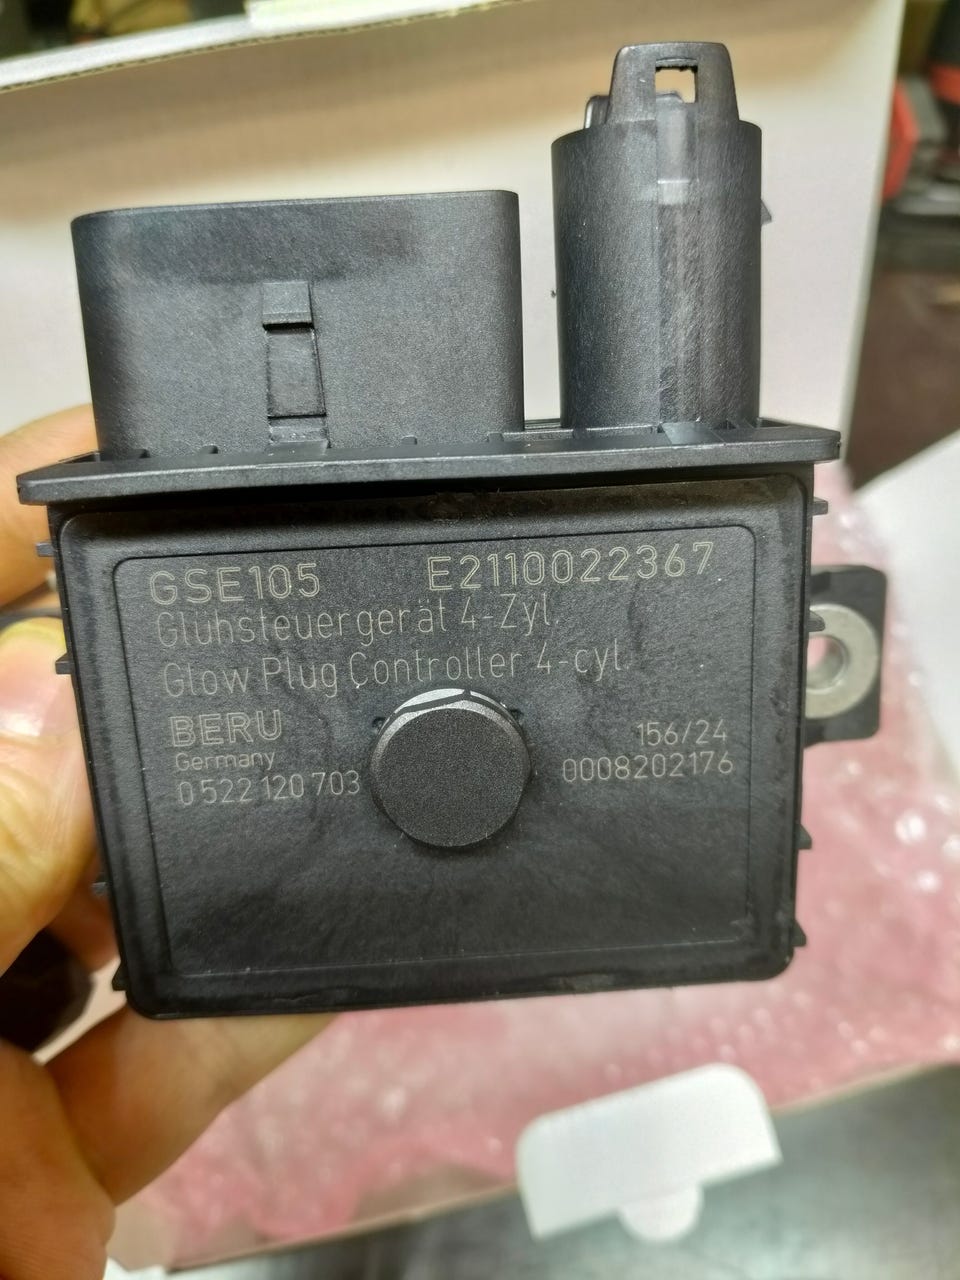 GSE105 E2110022367
Glühsteuergerät 4-Zyl.
Glow Plug Controller 4-cyl.
BERU 156/24
Germany 0008202176
0 522 120 703